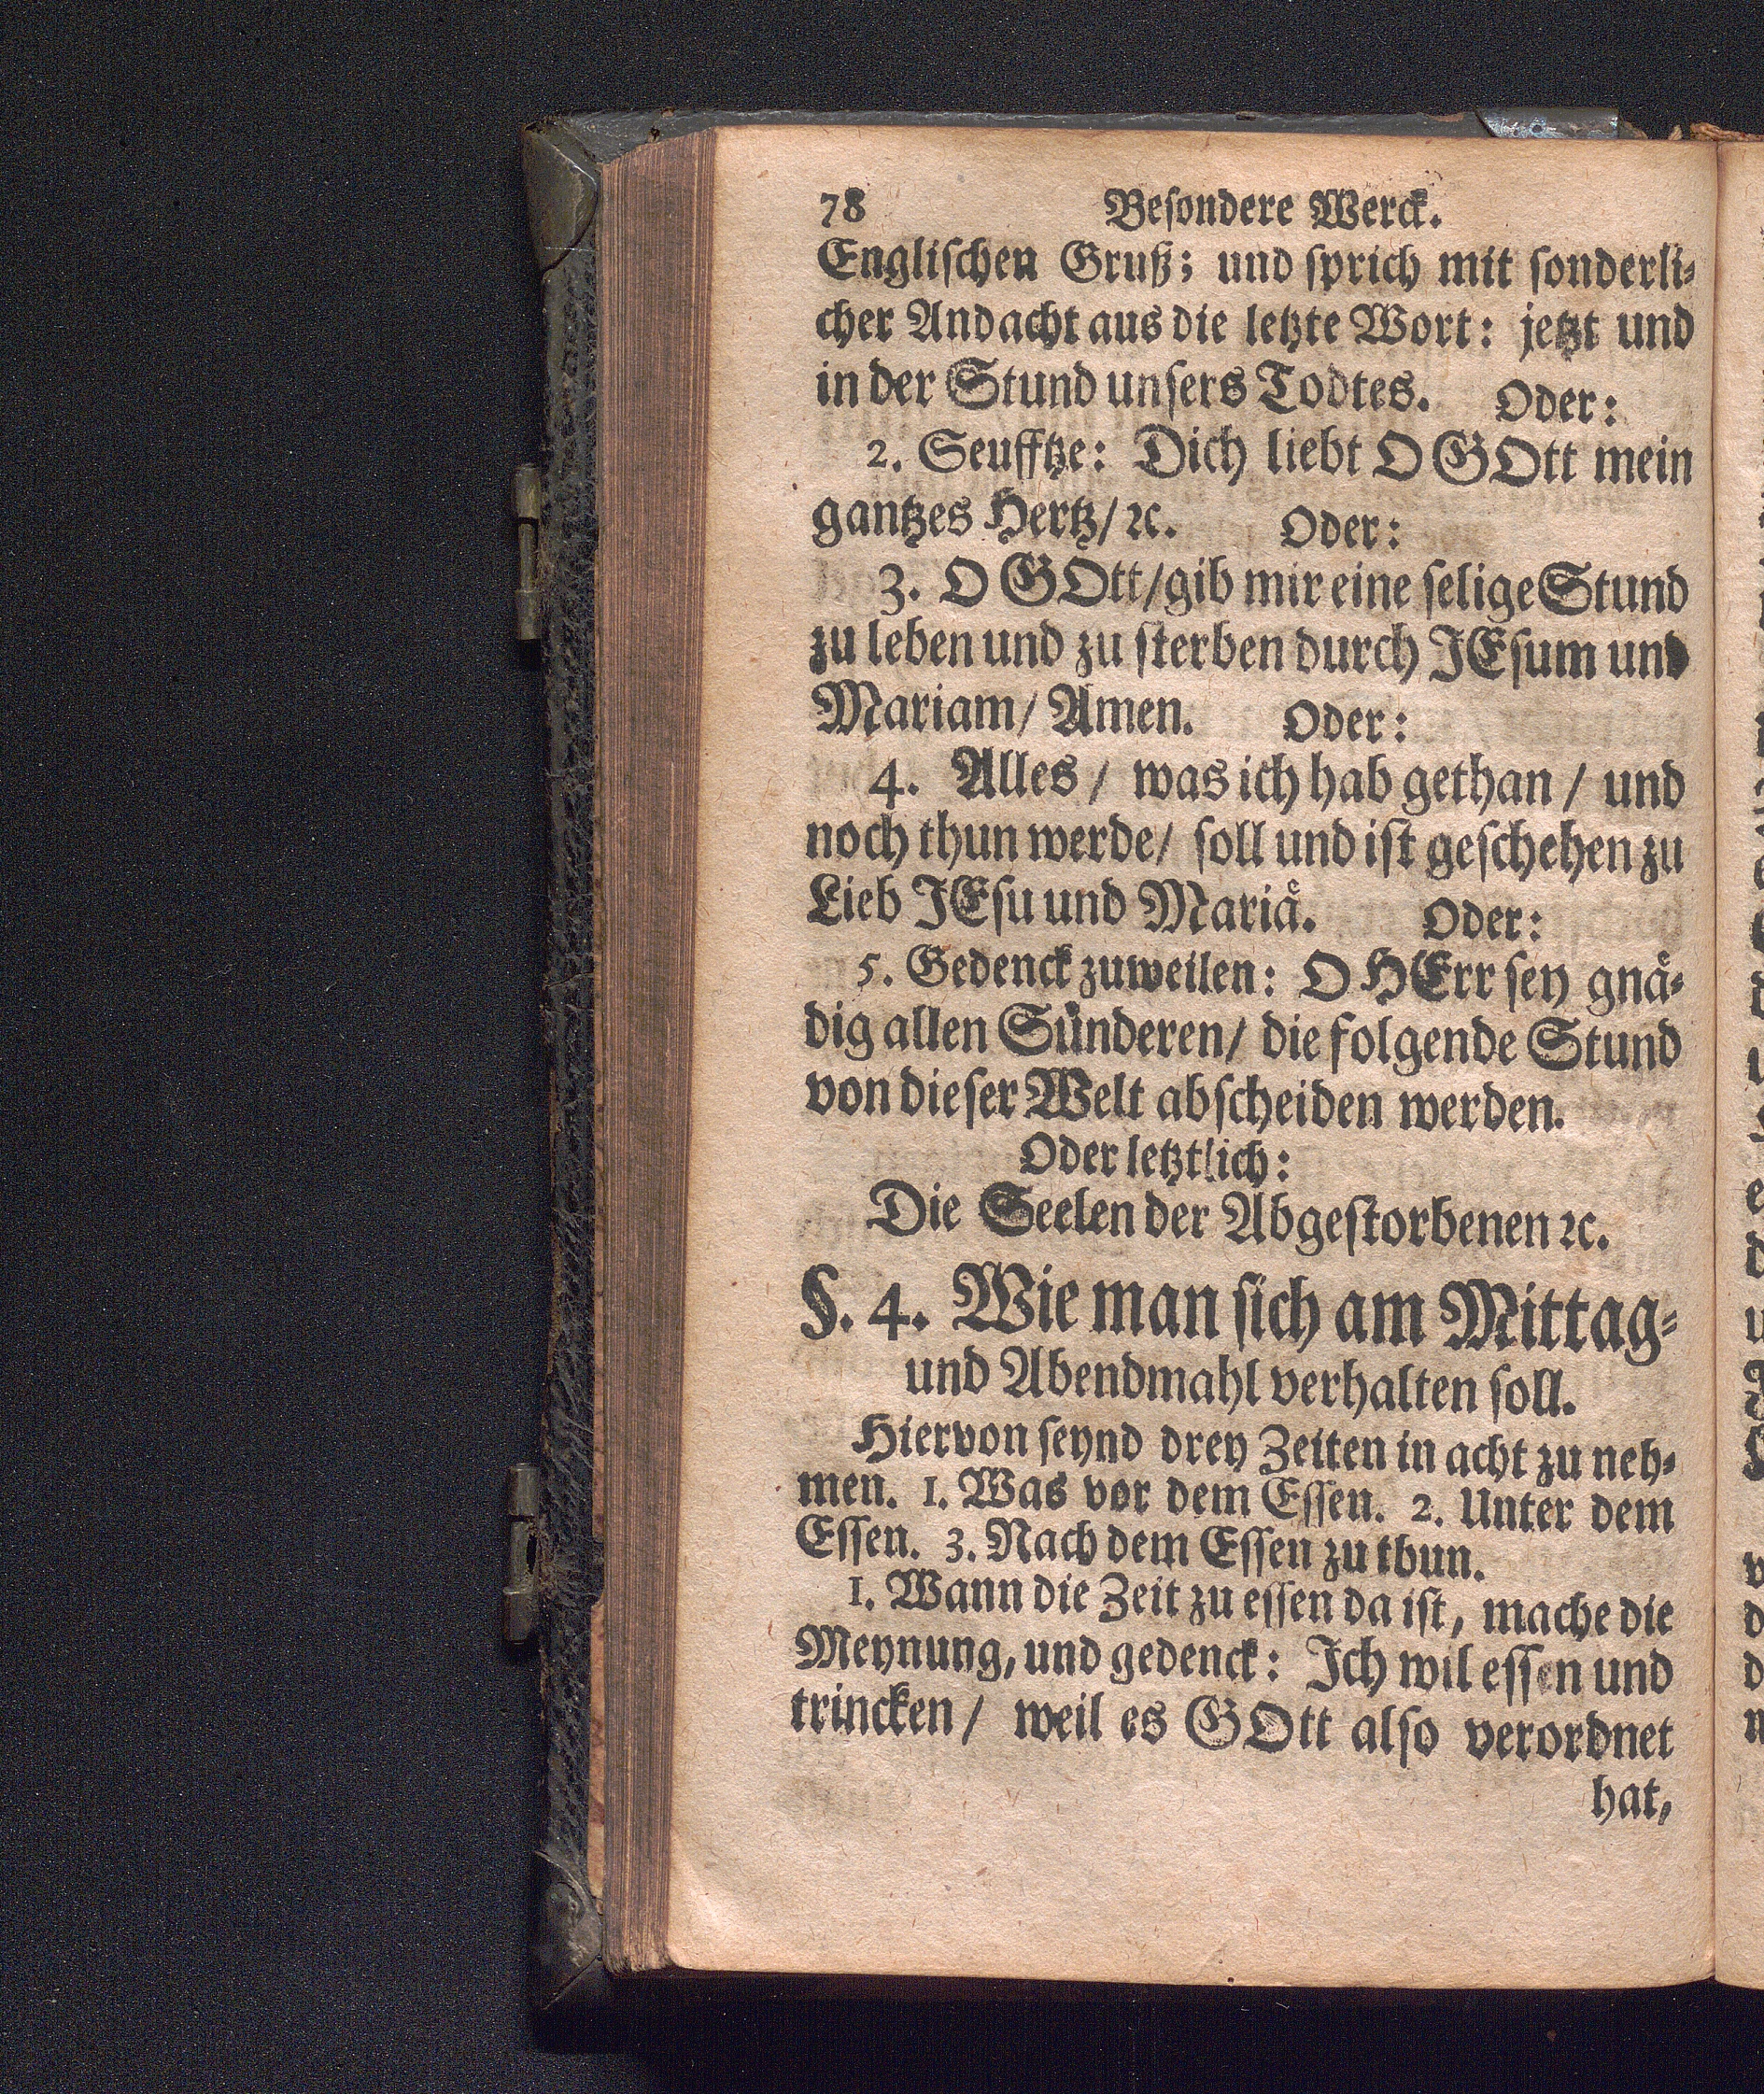 78 Beſondere Werck.
Engliſchen Gruß; und ſprich mit ſonderli⸗
cher Andacht aus die letzte Wort: jetzt und
in der Stund unſers Todtes. Oder:
2. Seufftze: Dich liebt O GOtt mein
gantzes Hertz/ ꝛc. Oder:
3. O GOtt/gib mir eine ſelige Stund
zu leben und zu ſterben durch JEſum und
Mariam/ Amen. Oder:
4. Alles / was ich hab gethan / und
noch thun werde/ ſoll und iſt geſchehen zu
Lieb JEſu und Mariaͤ. Oder:
5. Gedenck zuweilen: O HErr ſey gnaͤ⸗
dig allen Suͤnderen/ die folgende Stund
von dieſer Welt abſcheiden werden.
Oder letztlich:
Die Seelen der Abgeſtorbenen ꝛc.
§. 4. Wie man ſich am Mittag⸗
und Abendmahl verhalten ſoll.
Hiervon ſeynd drey Zeiten in acht zu neh⸗
men. 1. Was vor dem Eſſen. 2. Unter dem
Eſſen. 3. Nach dem Eſſen zu thun.
1. Wann die Zeit zu eſſen da iſt, mache die
Meynung, und gedenck: Ich wil eſſen und
trincken / weil es GOtt alſo verordnet
hat,